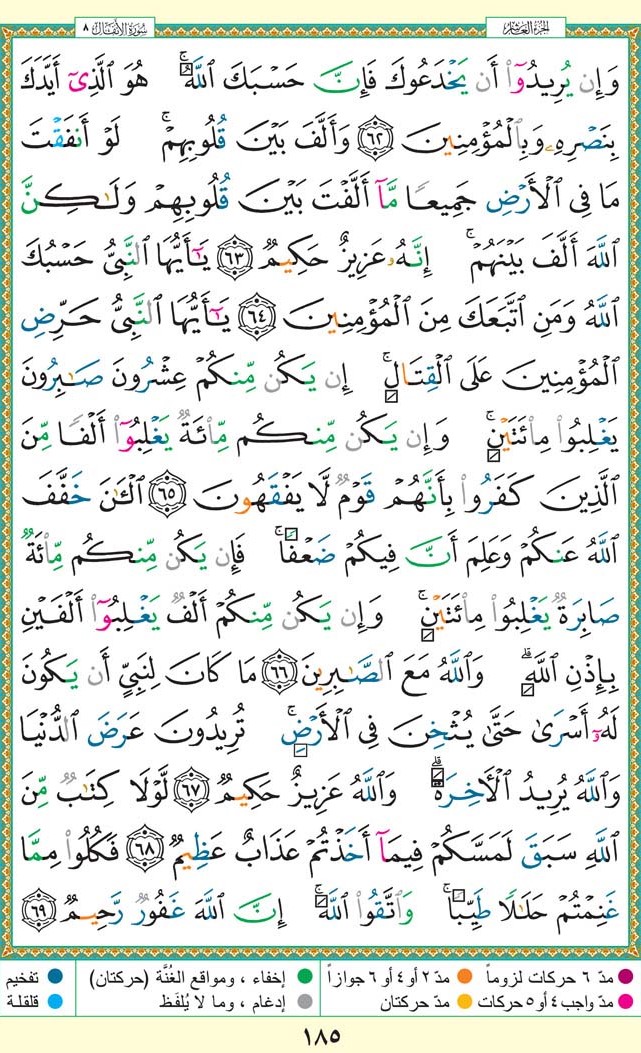 الجزء العاشر
سورة الأنفال ٨
وَإِن يُرِيدُوٓا۟ أَن يَخْدَعُوكَ فَإِنَّ حَسْبَكَ ٱللَّهُ ۚ هُوَ ٱلَّذِىٓ أَيَّدَكَ
بِنَصْرِهِۦ وَبِٱلْمُؤْمِنِينَ ٦٢ وَأَلَّفَ بَيْنَ قُلُوبِهِمْ ۚ لَوْ أَنفَقْتَ
مَا فِى ٱلْأَرْضِ جَمِيعًا مَّآ أَلَّفْتَ بَيْنَ قُلُوبِهِمْ وَلَـٰكِنَّ
ٱللَّهَ أَلَّفَ بَيْنَهُمْ ۚ إِنَّهُۥ عَزِيزٌ حَكِيمٌ ٦٣ يَـٰٓأَيُّهَا ٱلنَّبِىُّ حَسْبُكَ
ٱللَّهُ وَمَنِ ٱتَّبَعَكَ مِنَ ٱلْمُؤْمِنِينَ ٦٤ يَـٰٓأَيُّهَا ٱلنَّبِىُّ حَرِّضِ
ٱلْمُؤْمِنِينَ عَلَى ٱلْقِتَالِ ۚ إِن يَكُن مِّنكُمْ عِشْرُونَ صَـٰبِرُونَ
يَغْلِبُوا۟ مِا۟ئَتَيْنِ ۚ وَإِن يَكُن مِّنكُم مِّا۟ئَةٌ يَغْلِبُوٓا۟ أَلْفًا مِّنَ
ٱلَّذِينَ كَفَرُوا۟ بِأَنَّهُمْ قَوْمٌ لَّا يَفْقَهُونَ ٦٥ ٱلْـَٔـٰنَ خَفَّفَ
ٱللَّهُ عَنكُمْ وَعَلِمَ أَنَّ فِيكُمْ ضَعْفًا ۚ فَإِن يَكُن مِّنكُم مِّا۟ئَةٌ
صَابِرَةٌ يَغْلِبُوا۟ مِا۟ئَتَيْنِ ۚ وَإِن يَكُن مِّنكُمْ أَلْفٌ يَغْلِبُوٓا۟ أَلْفَيْنِ
بِإِذْنِ ٱللَّهِ ۗ وَٱللَّهُ مَعَ ٱلصَّـٰبِرِينَ ٦٦ مَا كَانَ لِنَبِىٍّ أَن يَكُونَ
لَهُۥٓ أَسْرَىٰ حَتَّىٰ يُثْخِنَ فِى ٱلْأَرْضِ ۚ تُرِيدُونَ عَرَضَ ٱلدُّنْيَا
وَٱللَّهُ يُرِيدُ ٱلْـَٔاخِرَةَ ۗ وَٱللَّهُ عَزِيزٌ حَكِيمٌ ٦٧ لَّوْلَا كِتَـٰبٌ مِّنَ
ٱللَّهِ سَبَقَ لَمَسَّكُمْ فِيمَآ أَخَذْتُمْ عَذَابٌ عَظِيمٌ ٦٨ فَكُلُوا۟ مِمَّا
غَنِمْتُمْ حَلَـٰلًا طَيِّبًا ۚ وَٱتَّقُوا۟ ٱللَّهَ ۚ إِنَّ ٱللَّهَ غَفُورٌ رَّحِيمٌ ٦٩
مدّ ٦ حركات لزوماً مدّ ٢ أو ٤ أو ٦ جوازاً إخفاء ، ومواقع الغُنَّة (حركتان) تفخيم
مدّ واجب ٤ أو ٥ حركات مدّ حركتان إدغام ، وما لا يُلفَظ قلقلة
١٨٥